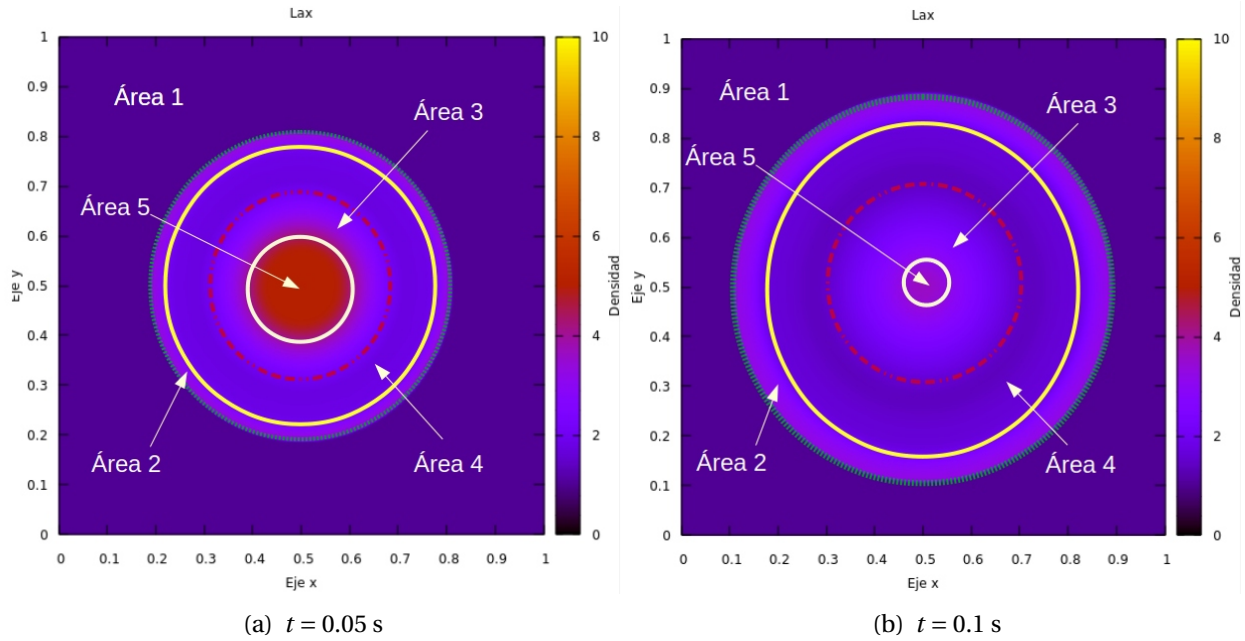 Lax
1
0.9
0.8
0.7
0.6
0.5
0.4
0.3
0.2
0.1
0
Eje y
Área 1
Área 3
Área 5
Área 2
Área 4
0 0.1 0.2 0.3 0.4 0.5 0.6 0.7 0.8 0.9 1
Eje x
10
8
6
4
2
0
Densidad
(a) t = 0.05 s
Lax
1
0.9
0.8
0.7
0.6
0.5
0.4
0.3
0.2
0.1
0
Eje y
Área 1
Área 3
Área 5
Área 2
Área 4
0 0.1 0.2 0.3 0.4 0.5 0.6 0.7 0.8 0.9 1
Eje x
10
8
6
4
2
0
Densidad
(b) t = 0.1 s